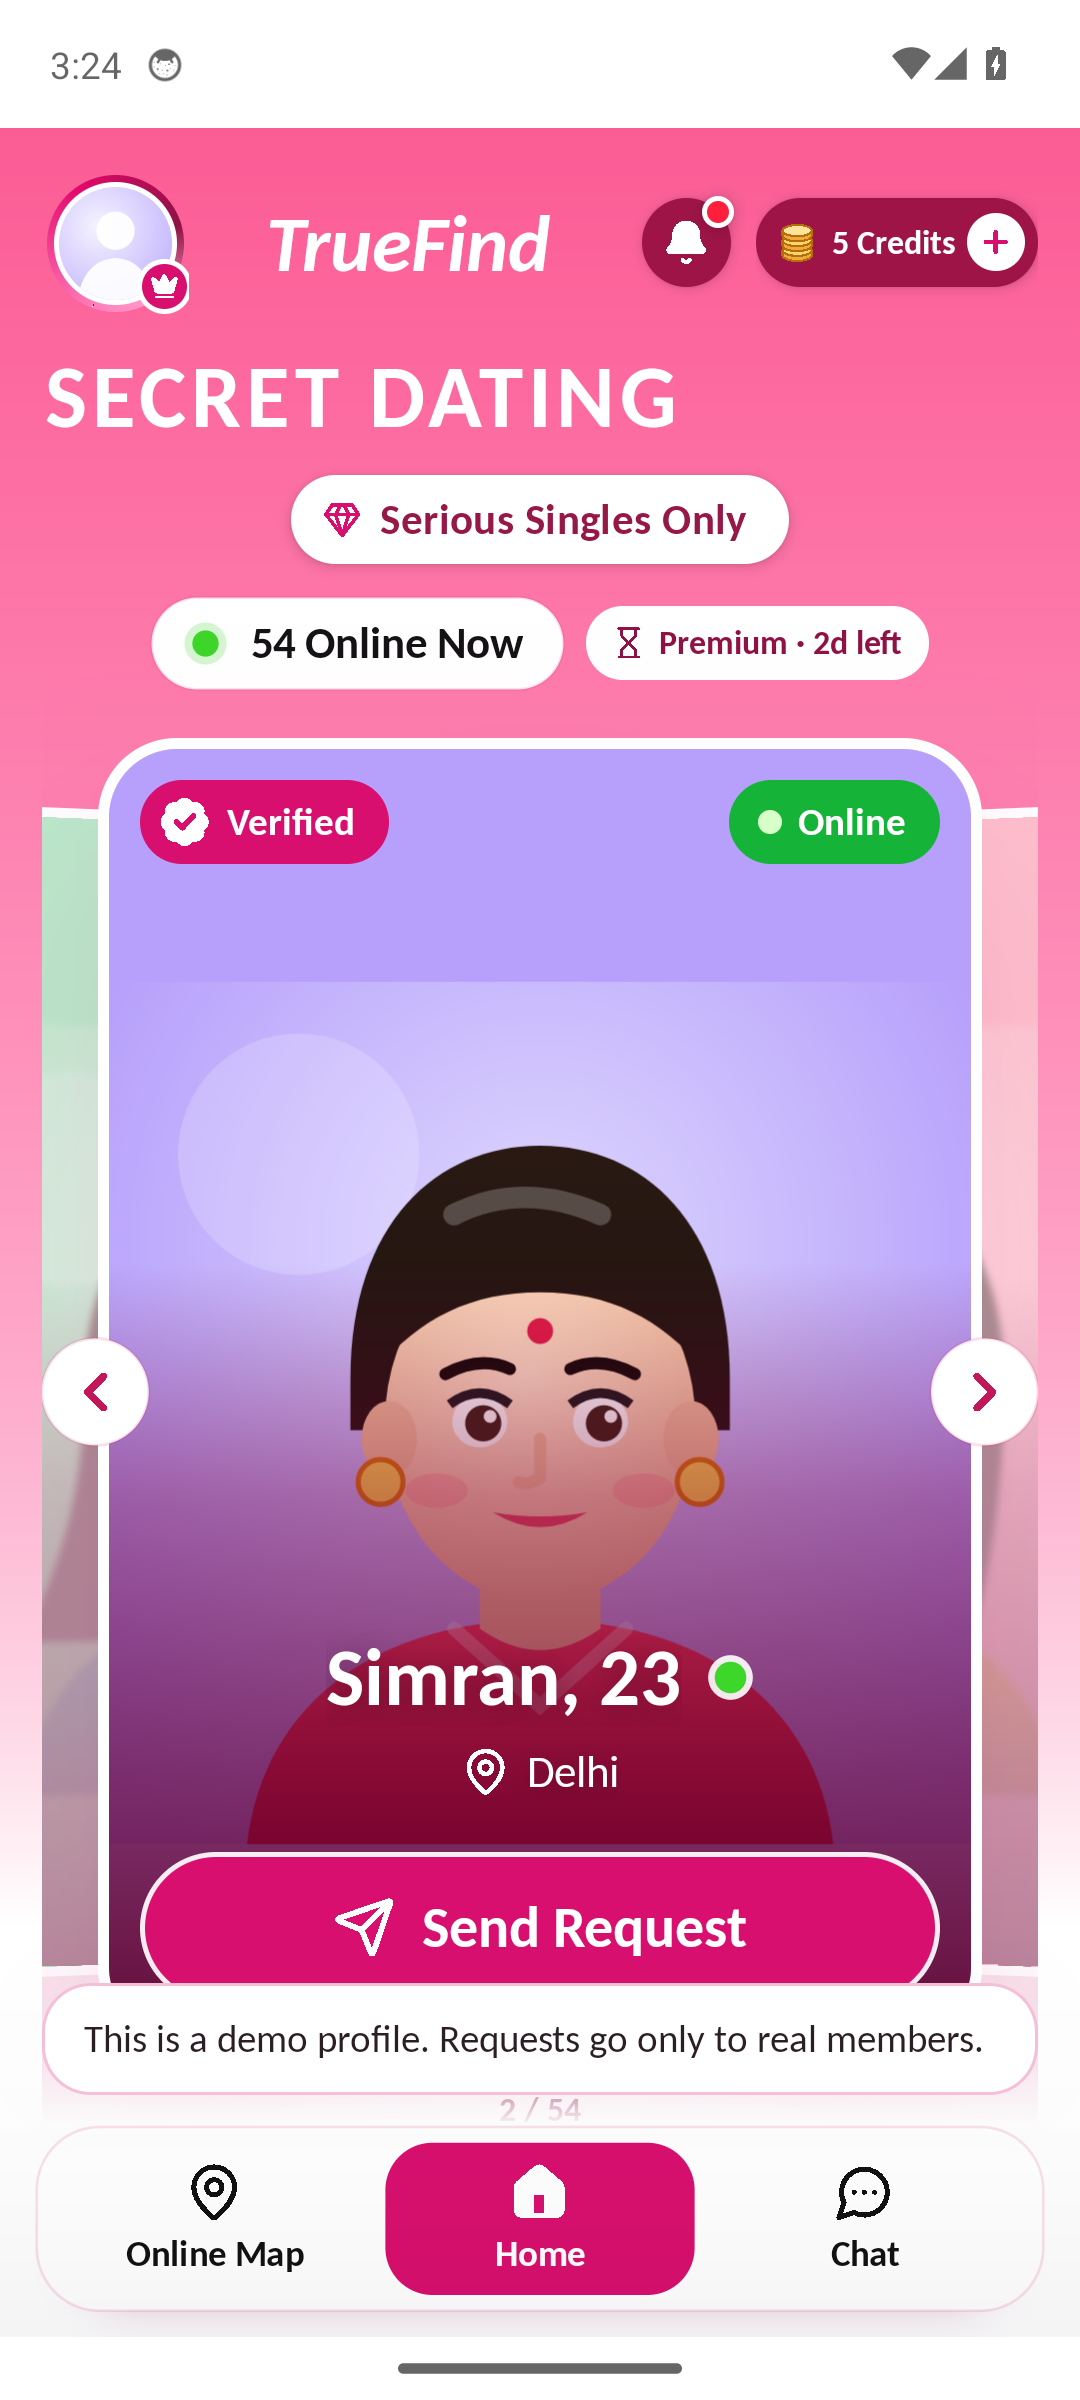 3:24
TrueFind
5 Credits
SECRET DATING
Serious Singles Only
54 Online Now
Premium · 2d left
Verified
Online
Simran, 23
Delhi
Send Request
This is a demo profile. Requests go only to real members.
2 / 54
Online Map
Home
Chat